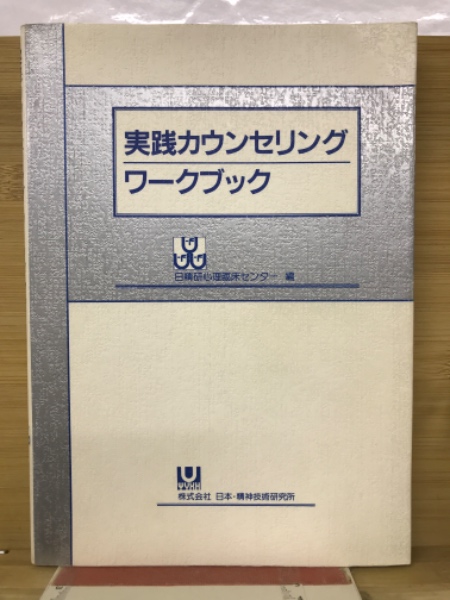 実践カウンセリング
ワークブック
日精研心理臨床センター 編
株式会社 日本・精神技術研究所